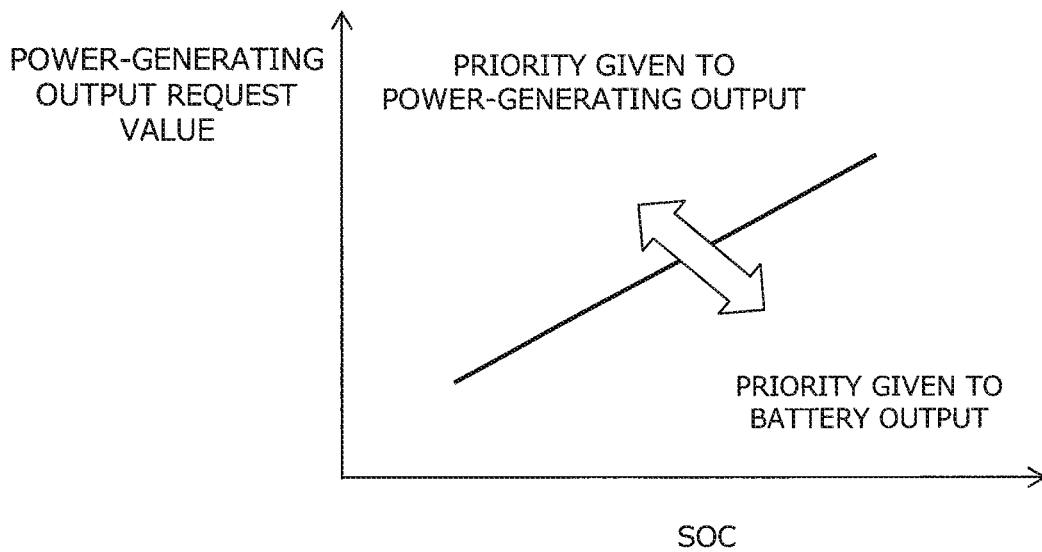 POWER-GENERATING
OUTPUT REQUEST
VALUE
PRIORITY GIVEN TO
POWER-GENERATING OUTPUT
PRIORITY GIVEN TO
BATTERY OUTPUT
SOC